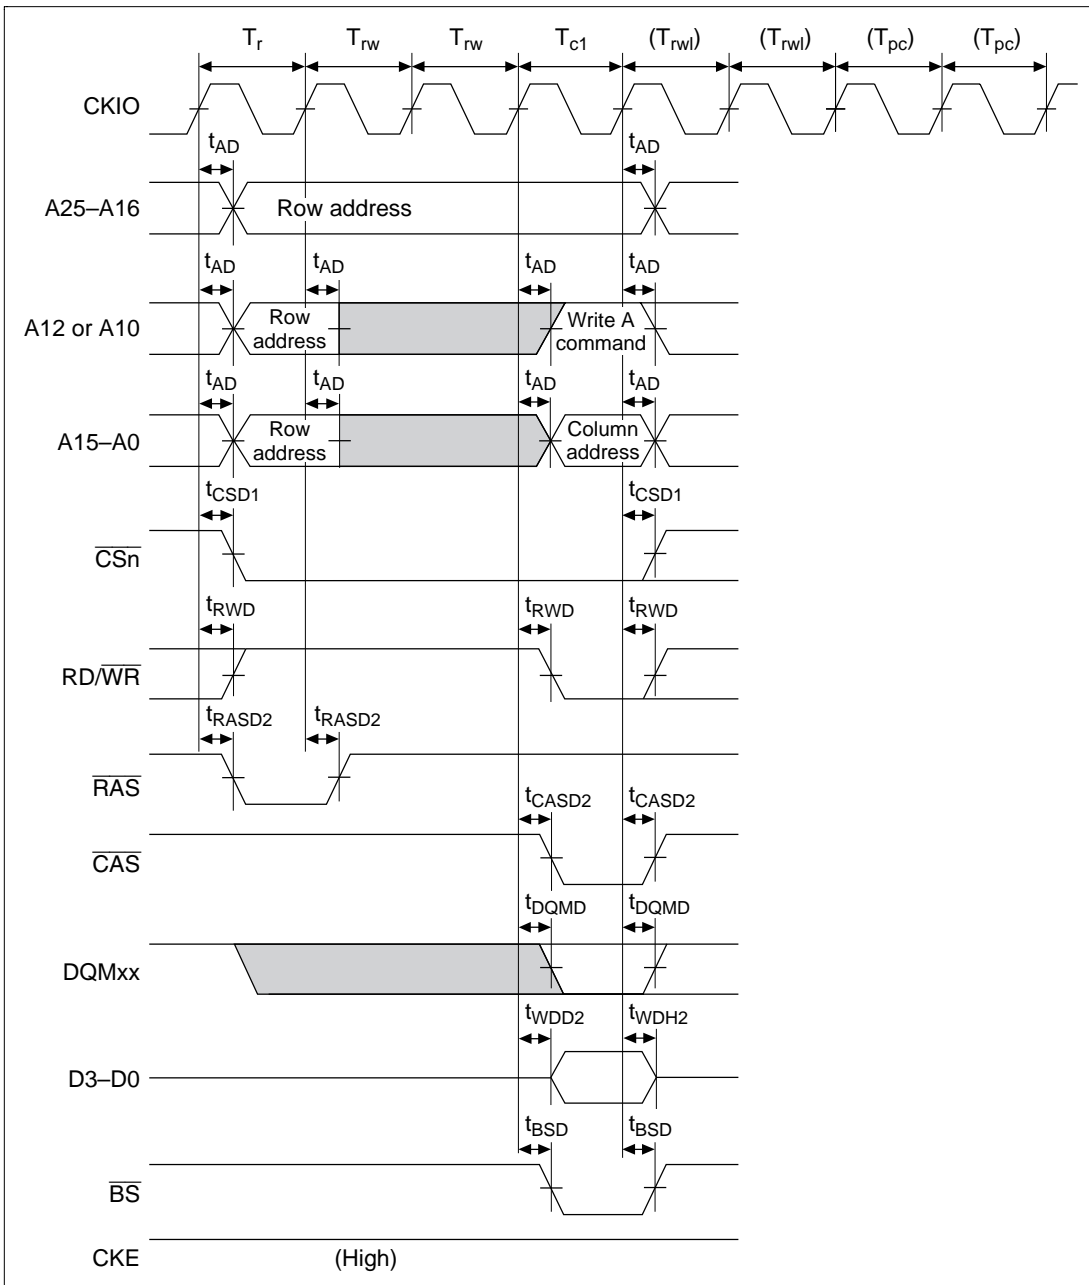 Tr Trw Trw Tc1 (Trwl) (Trwl) (Tpc) (Tpc)
CKIO
tAD tAD
A25–A16 Row address
tAD tAD tAD tAD
A12 or A10 Row address Write A command
tAD tAD tAD tAD
A15–A0 Row address Column address
tCSD1 tCSD1
CSn
tRWD tRWD tRWD
RD/WR
tRASD2 tRASD2
RAS
tCASD2 tCASD2
CAS
tDQMD tDQMD
DQMxx
tWDD2 tWDH2
D3–D0
tBSD tBSD
BS
CKE (High)